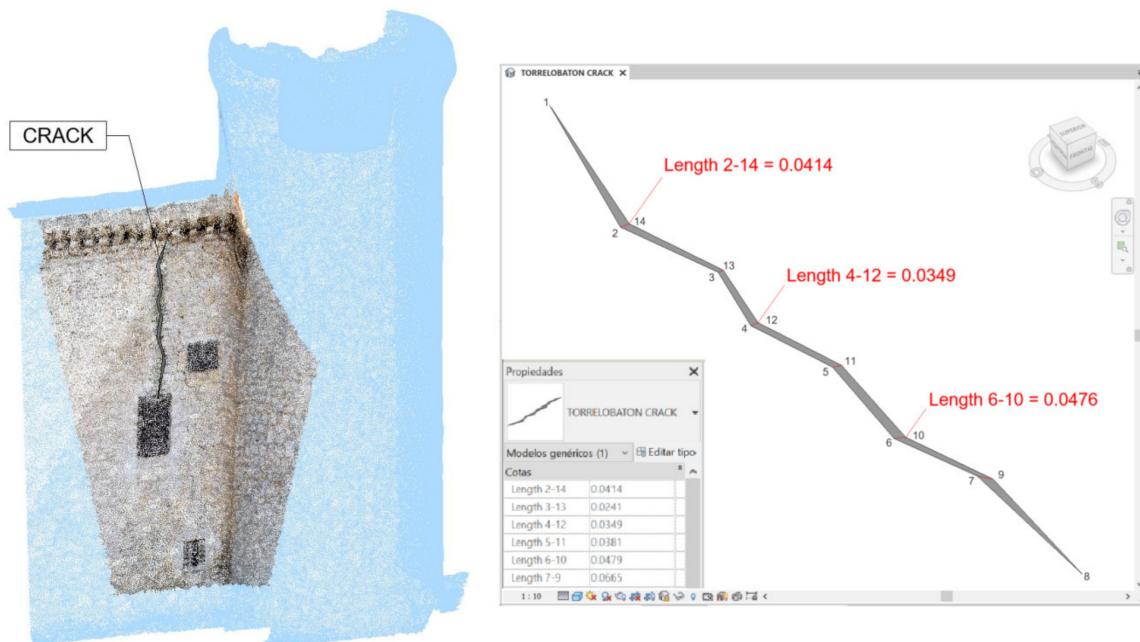 CRACK
TORRELOBATON CRACK
1
Length 2-14 = 0.0414
14
2
13
3
Length 4-12 = 0.0349
12
4
11
5
Length 6-10 = 0.0476
10
6
9
7
8
SUPERIOR
FRONTAL
Propiedades
TORRELOBATON CRACK
Modelos genéricos (1)
Editar tipo
Cotas
Length 2-14 0.0414
Length 3-13 0.0241
Length 4-12 0.0349
Length 5-11 0.0381
Length 6-10 0.0479
Length 7-9 0.0665
1 : 10